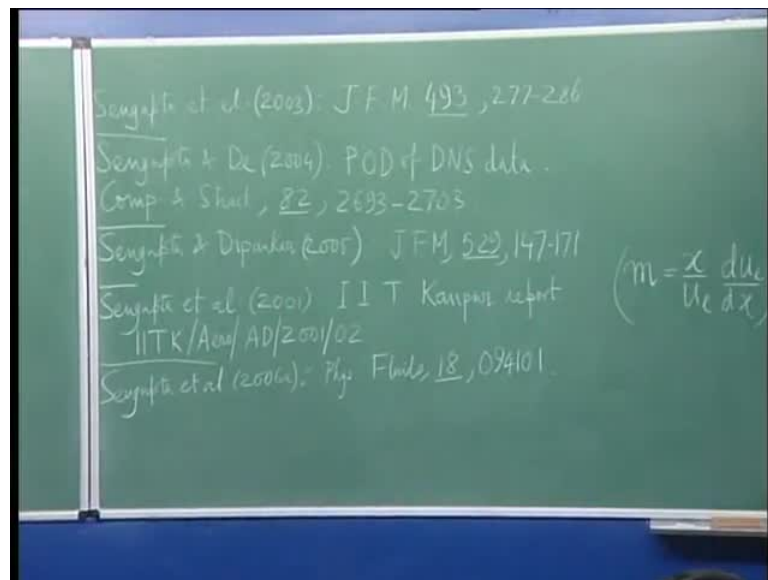 Sengupta et al. (2003): J F M. 493, 277-286
Sengupta & De (2004). POD of DNS data.
Comp & Struct, 82, 2693-2703
Sengupta & Dipankar (2005) JFM, 529, 147-171
Sengupta et al (2001) I I T Kanpur report
IITK/Aero/AD/2001/02
Sengupta et al (2006a): Phys Fluids, 18, 094101.
(m = x/Ue dUe/dx)